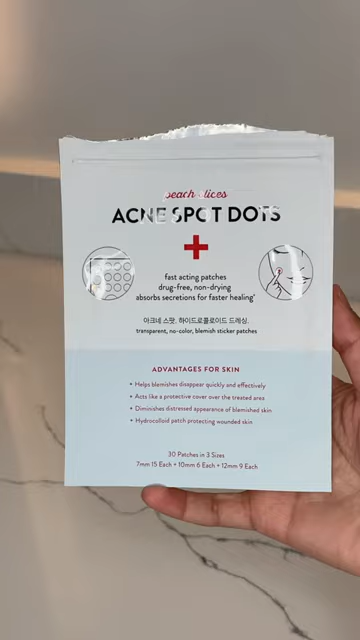 peach slices
ACNE SPOT DOTS
fast acting patches
drug-free, non-drying
absorbs secretions for faster healing*
아크네 스팟, 하이드로콜로이드 드레싱.
transparent, no-color, blemish sticker patches
ADVANTAGES FOR SKIN
• Helps blemishes disappear quickly and effectively
• Acts like a protective cover over the treated area
• Diminishes distressed appearance of blemished skin
• Hydrocolloid patch protecting wounded skin
30 Patches in 3 Sizes
7mm 15 Each + 10mm 6 Each + 12mm 9 Each